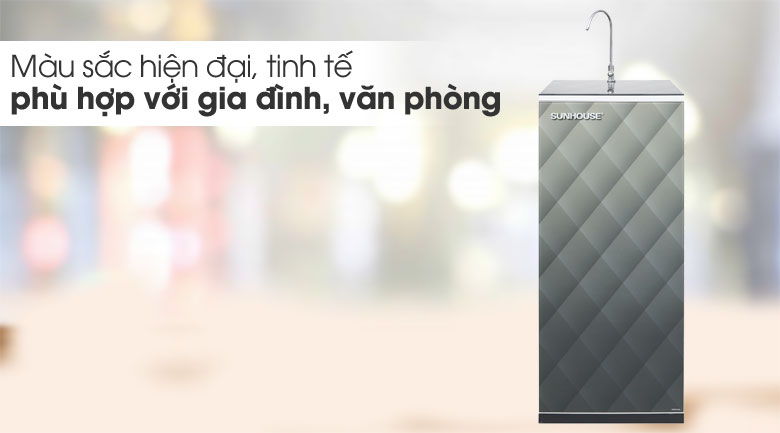 Màu sắc hiện đại, tinh tế
phù hợp với gia đình, văn phòng
SUNHOUSE